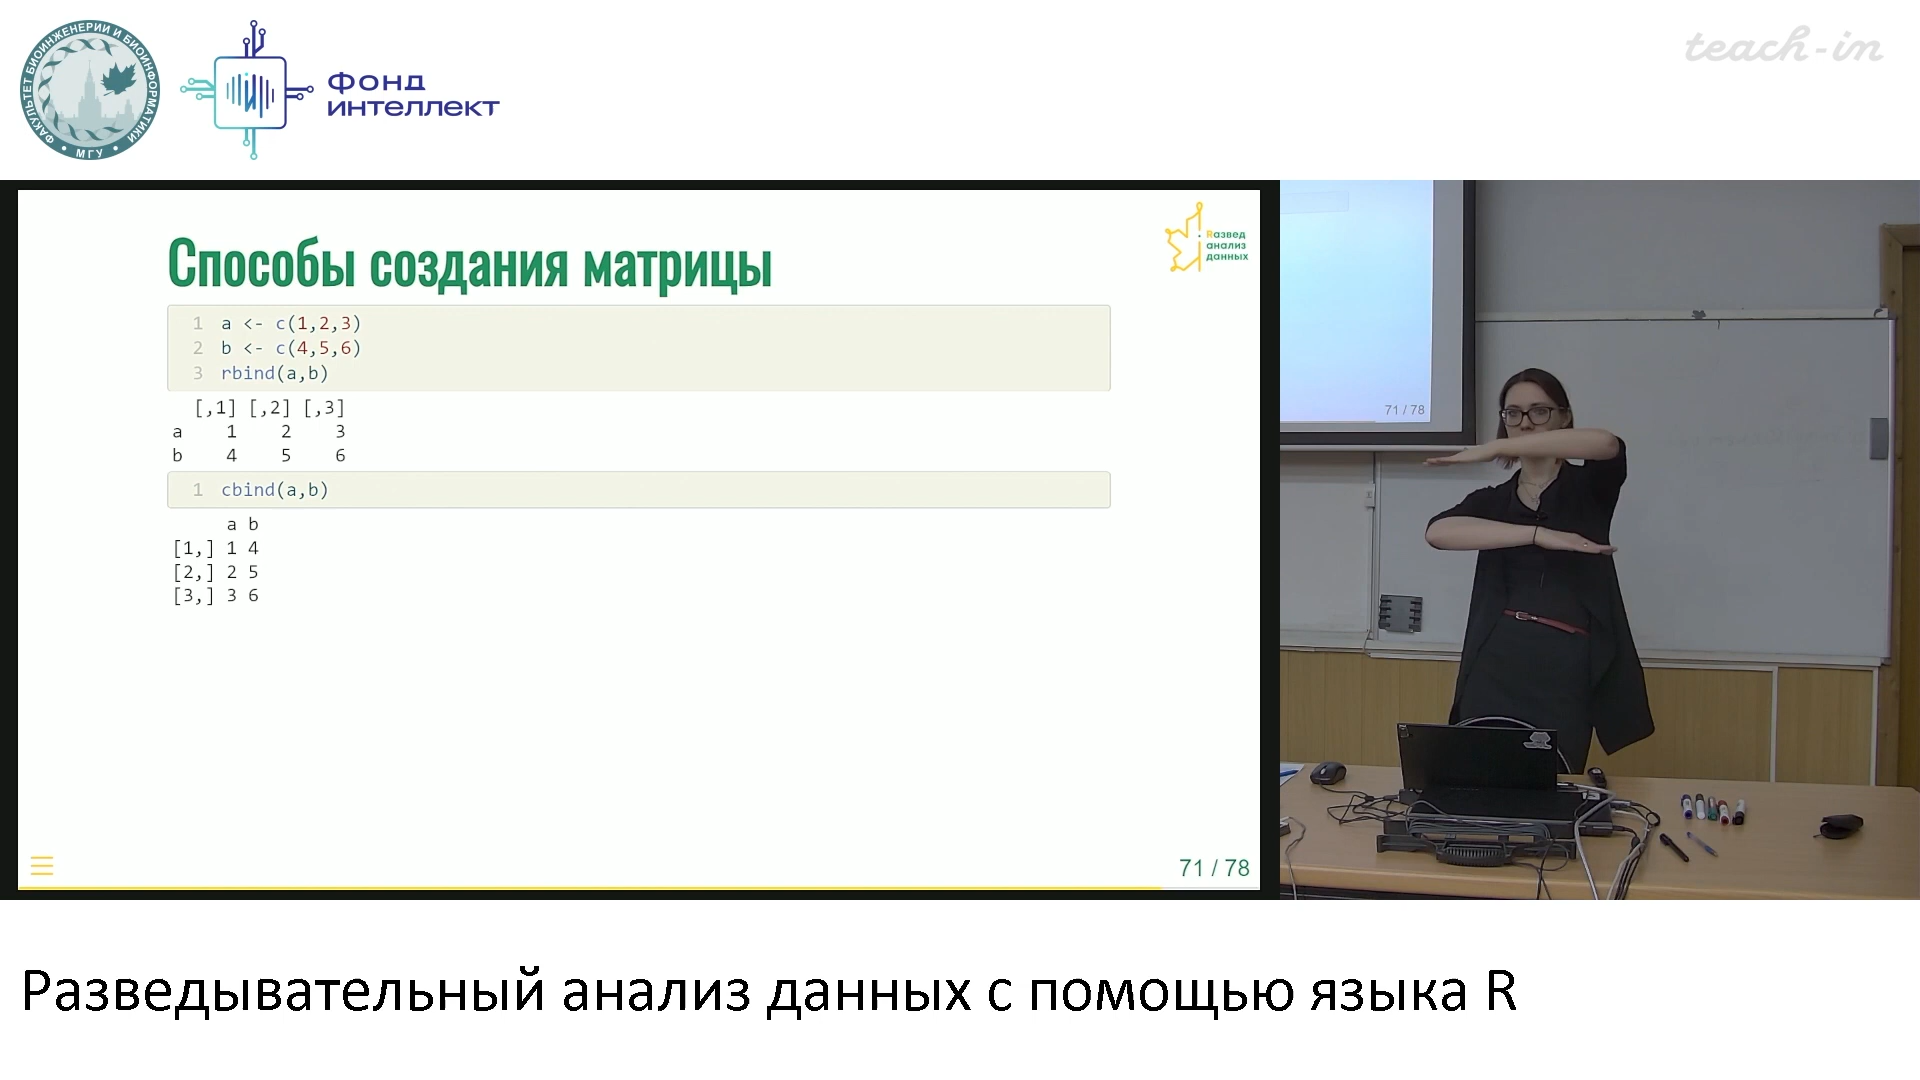 ФАКУЛЬТЕТ БИОИНЖЕНЕРИИ И БИОИНФОРМАТИКИ
• МГУ •
Фонд
интеллект
teach-in
Способы создания матрицы
Rазвед
анализ
данных
1 a <- c(1,2,3)
2 b <- c(4,5,6)
3 rbind(a,b)
[,1] [,2] [,3]
a 1 2 3
b 4 5 6
1 cbind(a,b)
a b
[1,] 1 4
[2,] 2 5
[3,] 3 6
71 / 78
71 / 78
Разведывательный анализ данных с помощью языка R